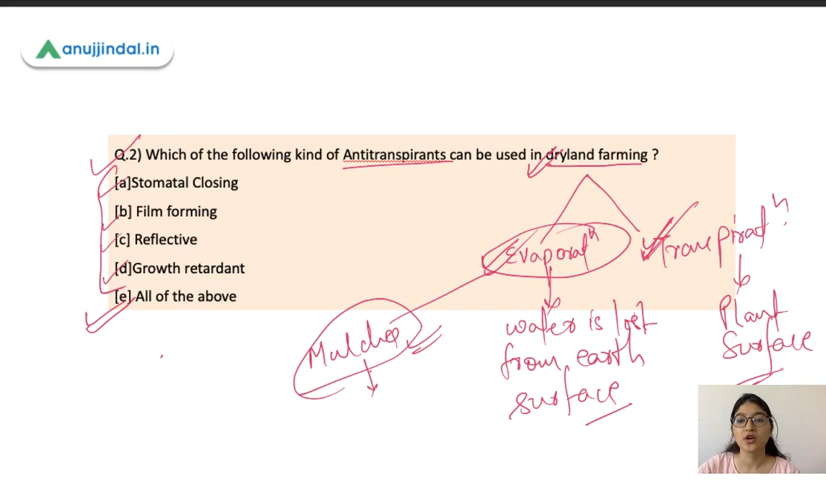 anujjindal.in
Q.2) Which of the following kind of Antitranspirants can be used in dryland farming ?
[a]Stomatal Closing
[b] Film forming
[c] Reflective
[d]Growth retardant
[e] All of the above
Evaporatⁿ
Transpiratⁿ
Mulches
water is lost
from earth
surface
Plant
Surface